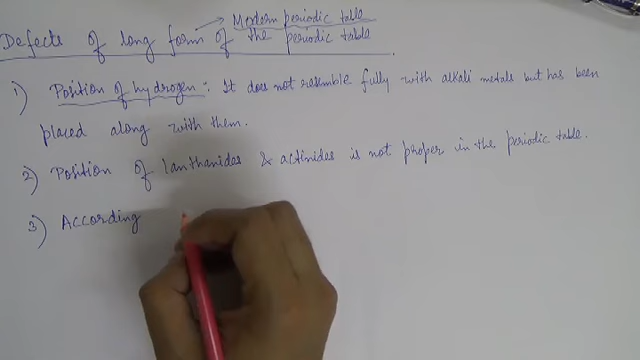 Modern periodic table
Defects of long form of the periodic table
1) Position of hydrogen :- It does not resemble fully with alkali metals but has been
placed along with them.
2) Position of lanthanides & actinides is not proper in the periodic table.
3) According